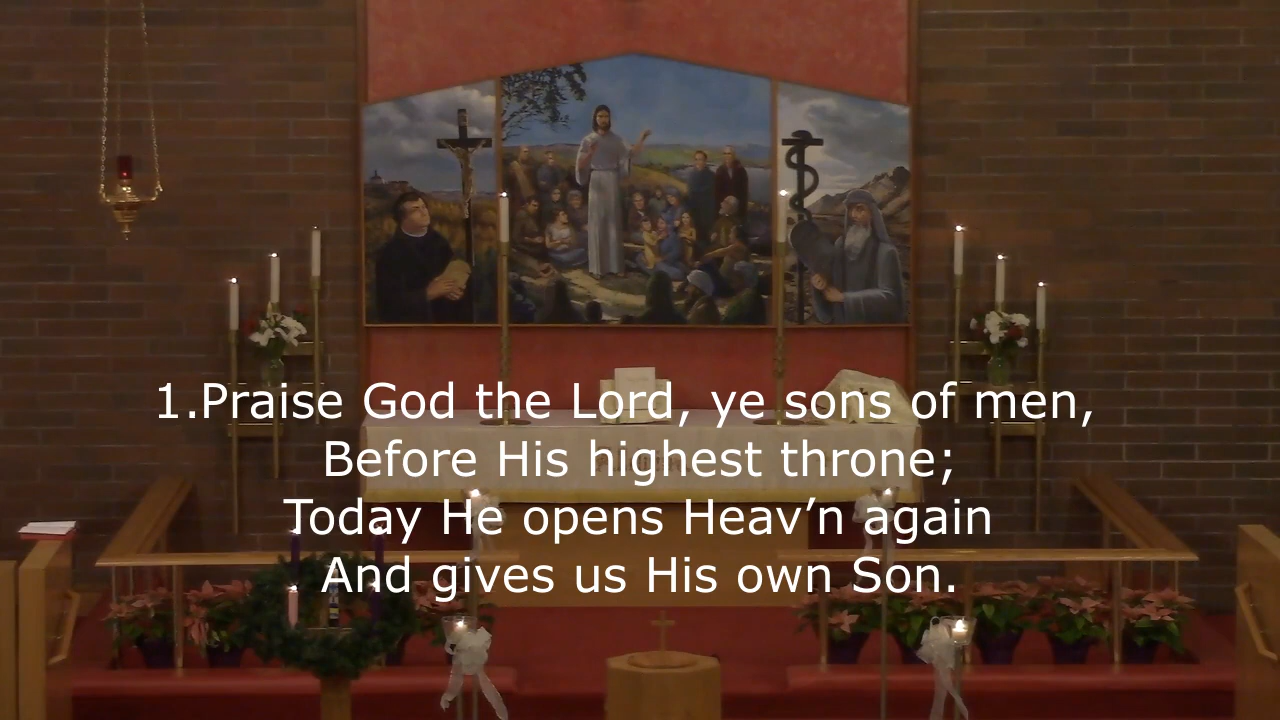 1.Praise God the Lord, ye sons of men,
Before His highest throne;
Today He opens Heav’n again
And gives us His own Son.